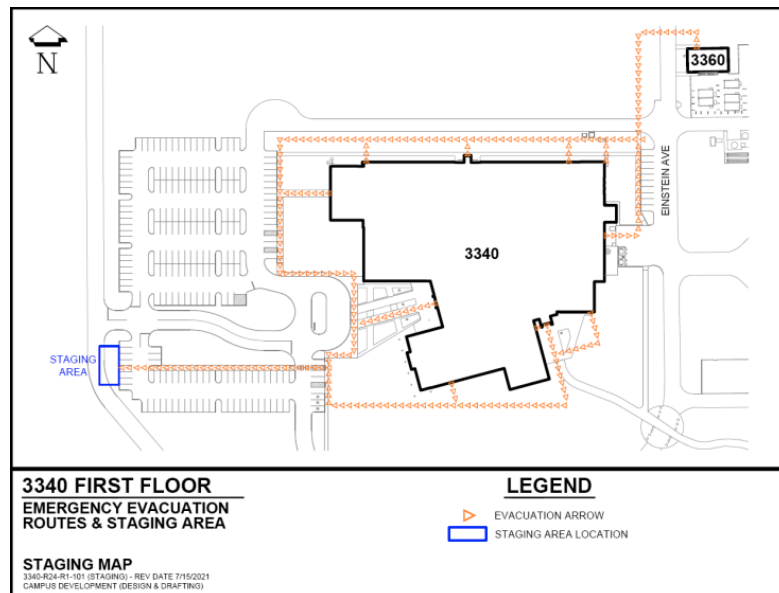 N
3360
EINSTEIN AVE
3340
STAGING
AREA
3340 FIRST FLOOR
EMERGENCY EVACUATION
ROUTES & STAGING AREA
STAGING MAP
3340-R24-R1-101 (STAGING) - REV DATE 7/15/2021
CAMPUS DEVELOPMENT (DESIGN & DRAFTING)
LEGEND
EVACUATION ARROW
STAGING AREA LOCATION